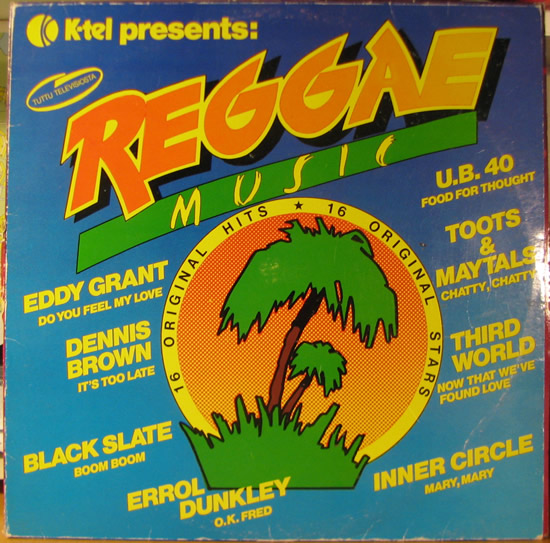 K-tel presents:
TUTTU TELEVISIOSTA
REGGAE
MUSIC
16 ORIGINAL HITS ★ 16 ORIGINAL STARS
U.B. 40
FOOD FOR THOUGHT
TOOTS
&
MAYTALS
CHATTY, CHATTY
EDDY GRANT
DO YOU FEEL MY LOVE
DENNIS
BROWN
IT'S TOO LATE
THIRD
WORLD
NOW THAT WE'VE
FOUND LOVE
BLACK SLATE
BOOM BOOM
ERROL
DUNKLEY
O.K. FRED
INNER CIRCLE
MARY, MARY